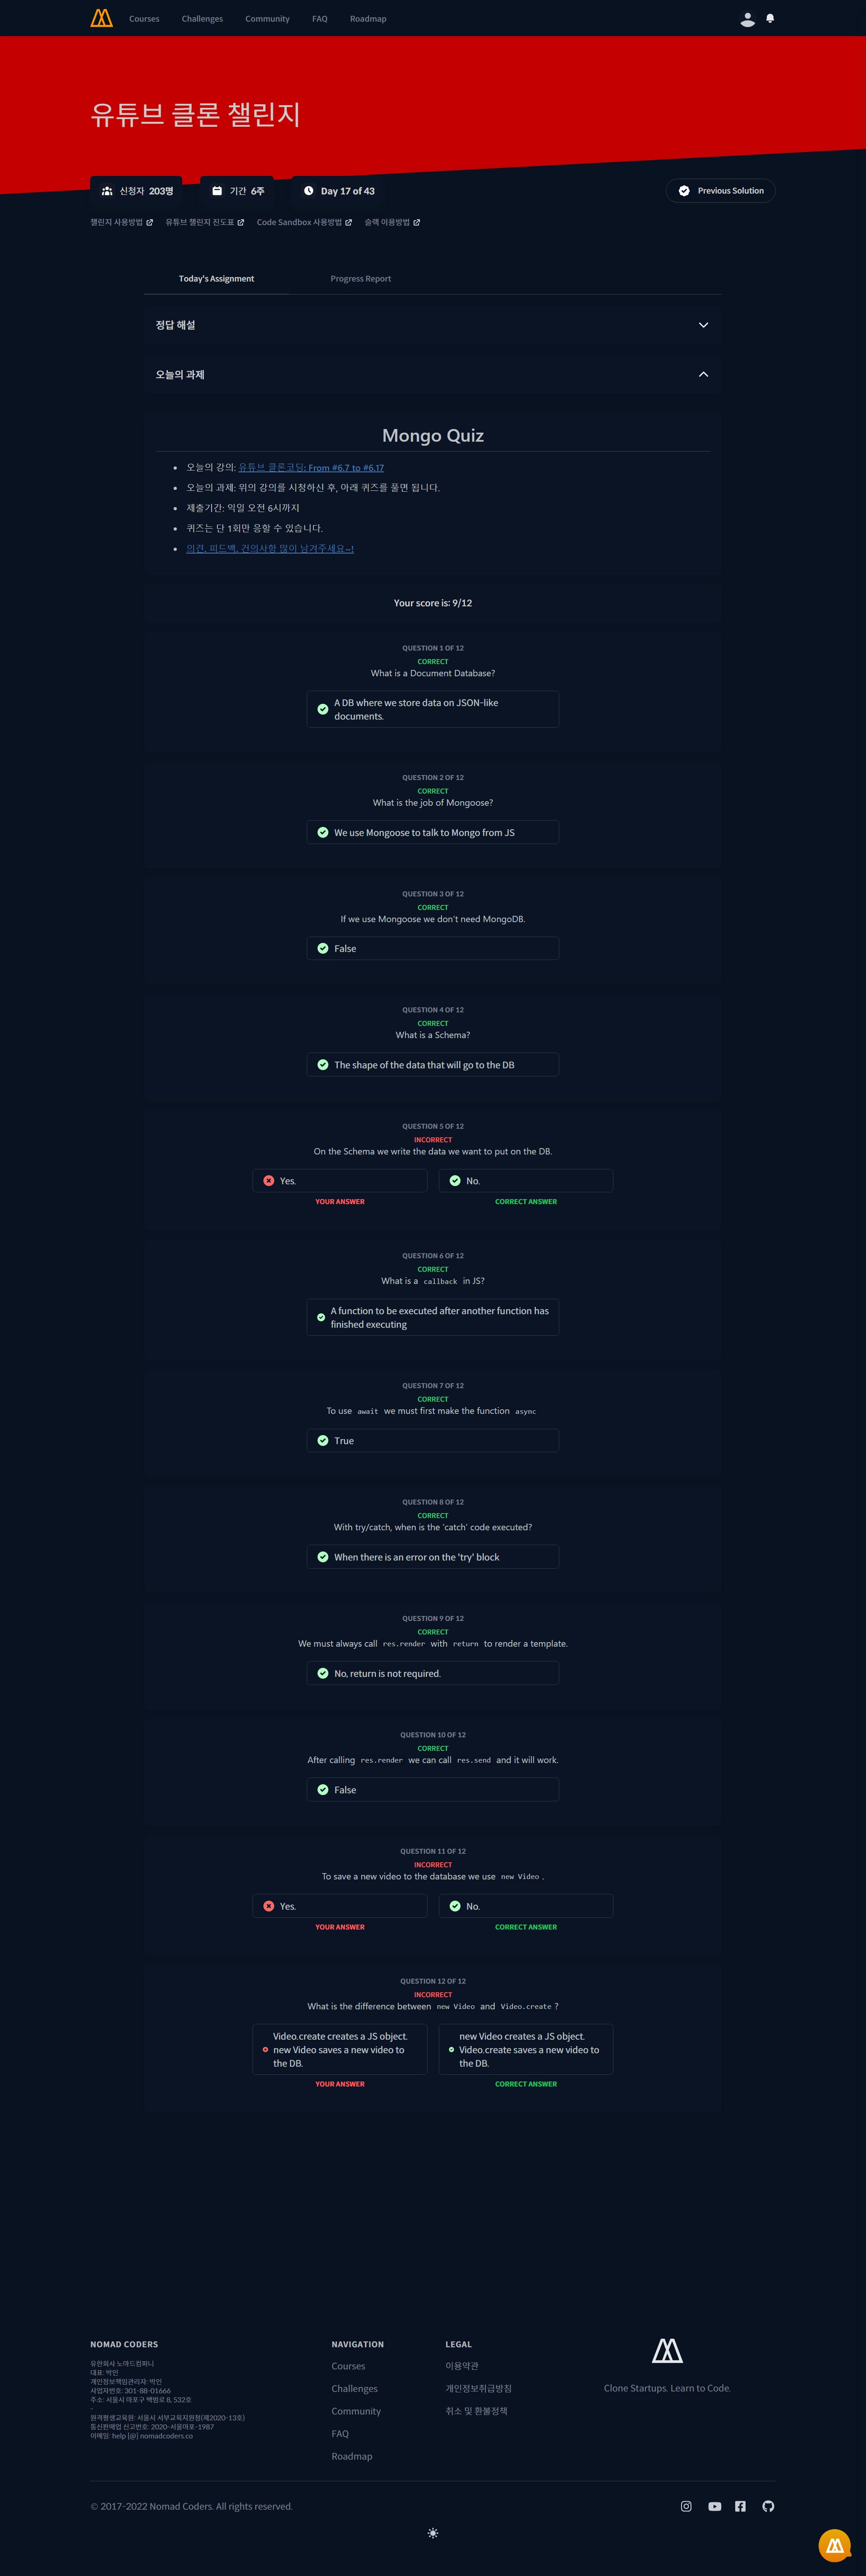 Courses Challenges Community FAQ Roadmap
유튜브 클론 챌린지
신청자 203명 기간 6주 Day 17 of 43 Previous Solution
챌린지 사용방법 유튜브 챌린지 진도표 Code Sandbox 사용방법 슬랙 이용방법
Today's Assignment Progress Report
정답 해설
오늘의 과제
Mongo Quiz
오늘의 강의: 유튜브 클론코딩: From #6.7 to #6.17
오늘의 과제: 위의 강의를 시청하신 후, 아래 퀴즈를 풀면 됩니다.
제출기간: 익일 오전 6시까지
퀴즈는 단 1회만 응할 수 있습니다.
의견, 피드백, 건의사항 많이 남겨주세요~!
Your score is: 9/12
QUESTION 1 OF 12
CORRECT
What is a Document Database?
A DB where we store data on JSON-like
documents.
QUESTION 2 OF 12
CORRECT
What is the job of Mongoose?
We use Mongoose to talk to Mongo from JS
QUESTION 3 OF 12
CORRECT
If we use Mongoose we don't need MongoDB.
False
QUESTION 4 OF 12
CORRECT
What is a Schema?
The shape of the data that will go to the DB
QUESTION 5 OF 12
INCORRECT
On the Schema we write the data we want to put on the DB.
Yes. No.
YOUR ANSWER CORRECT ANSWER
QUESTION 6 OF 12
CORRECT
What is a callback in JS?
A function to be executed after another function has
finished executing
QUESTION 7 OF 12
CORRECT
To use await we must first make the function async
True
QUESTION 8 OF 12
CORRECT
With try/catch, when is the 'catch' code executed?
When there is an error on the 'try' block
QUESTION 9 OF 12
CORRECT
We must always call res.render with return to render a template.
No, return is not required.
QUESTION 10 OF 12
CORRECT
After calling res.render we can call res.send and it will work.
False
QUESTION 11 OF 12
INCORRECT
To save a new video to the database we use new Video .
Yes. No.
YOUR ANSWER CORRECT ANSWER
QUESTION 12 OF 12
INCORRECT
What is the difference between new Video and Video.create ?
Video.create creates a JS object.
new Video saves a new video to
the DB.
new Video creates a JS object.
Video.create saves a new video to
the DB.
YOUR ANSWER CORRECT ANSWER
NOMAD CODERS
유한회사 노마드컴퍼니
대표: 박인
개인정보책임관리자: 박인
사업자번호: 301-88-01666
주소: 서울시 마포구 백범로 8, 532호
-
원격평생교육원: 서울시 서부교육지원청(제2020-13호)
통신판매업 신고번호: 2020-서울마포-1987
이메일: help [@] nomadcoders.co
NAVIGATION
Courses
Challenges
Community
FAQ
Roadmap
LEGAL
이용약관
개인정보취급방침
취소 및 환불정책
Clone Startups. Learn to Code.
© 2017-2022 Nomad Coders. All rights reserved.